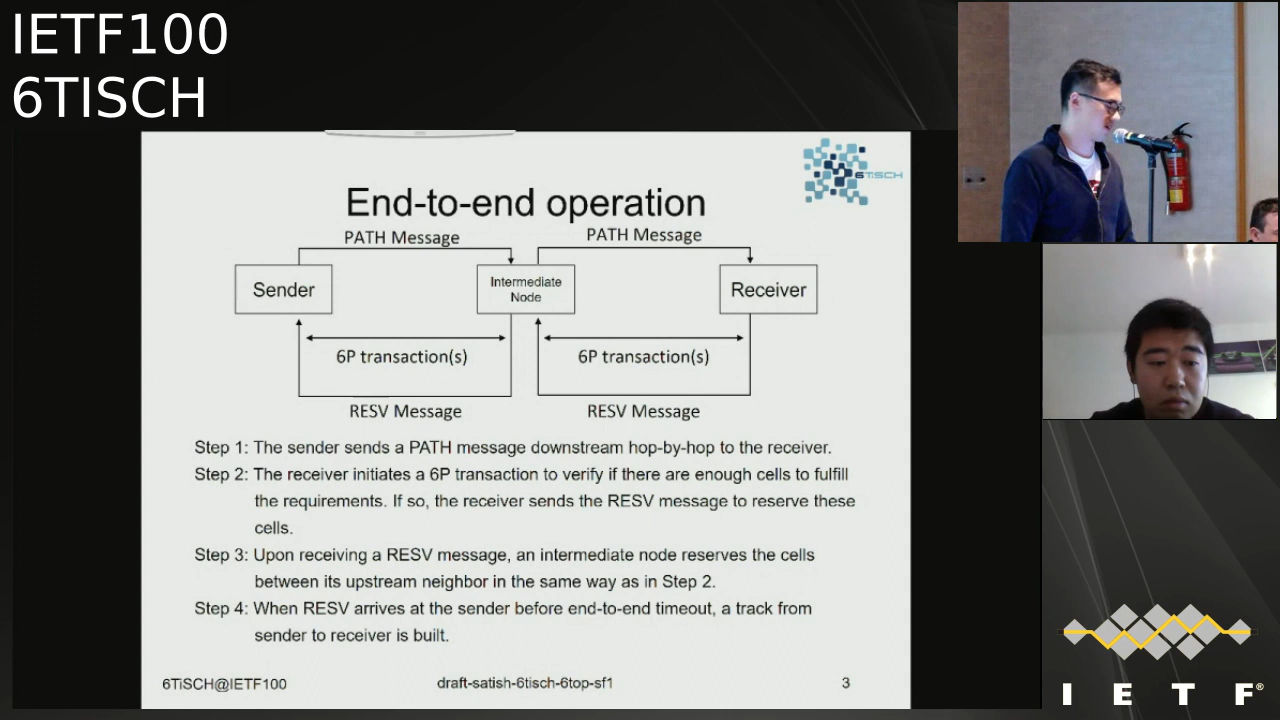 IETF100
6TISCH
6TiSCH
End-to-end operation
PATH Message
PATH Message
Sender
Intermediate
Node
Receiver
6P transaction(s)
6P transaction(s)
RESV Message
RESV Message
Step 1: The sender sends a PATH message downstream hop-by-hop to the receiver.
Step 2: The receiver initiates a 6P transaction to verify if there are enough cells to fulfill
the requirements. If so, the receiver sends the RESV message to reserve these
cells.
Step 3: Upon receiving a RESV message, an intermediate node reserves the cells
between its upstream neighbor in the same way as in Step 2.
Step 4: When RESV arrives at the sender before end-to-end timeout, a track from
sender to receiver is built.
6TiSCH@IETF100
draft-satish-6tisch-6top-sf1
3
I E T F®